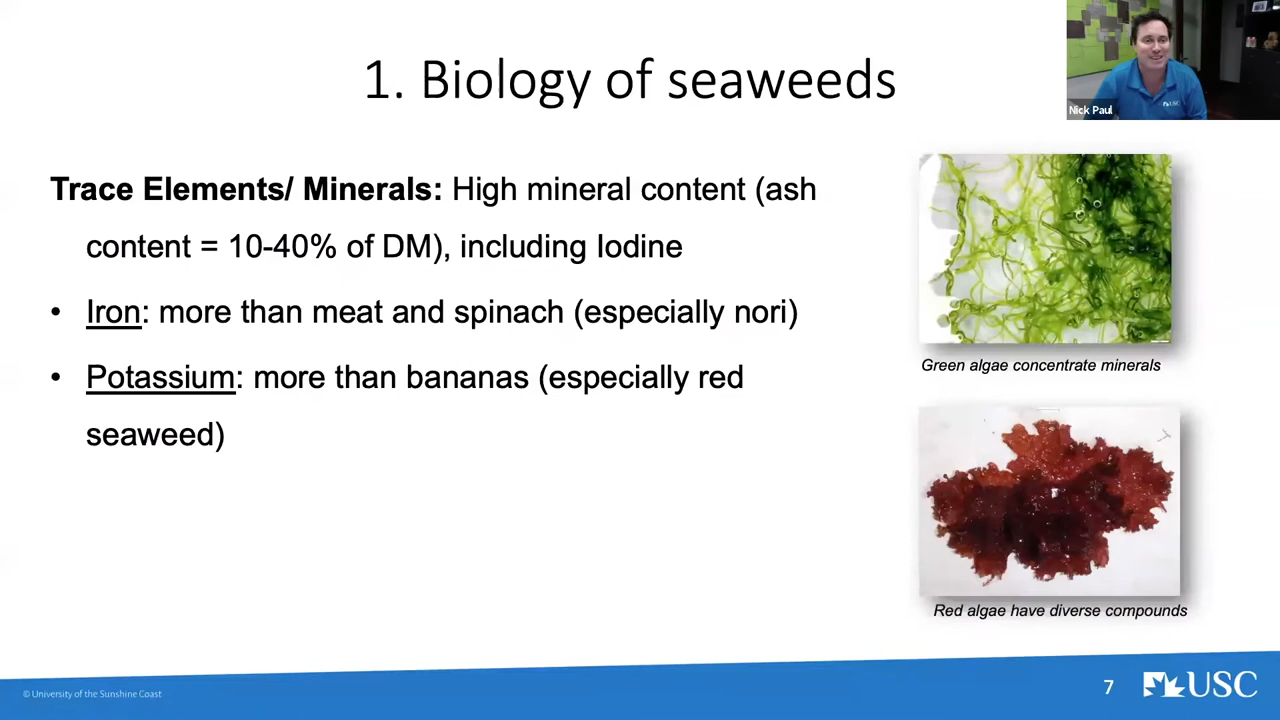 1. Biology of seaweeds
USC
Nick Paul
Trace Elements/ Minerals: High mineral content (ash
content = 10-40% of DM), including Iodine
• Iron: more than meat and spinach (especially nori)
• Potassium: more than bananas (especially red
seaweed)
Green algae concentrate minerals
Red algae have diverse compounds
© University of the Sunshine Coast
7
USC